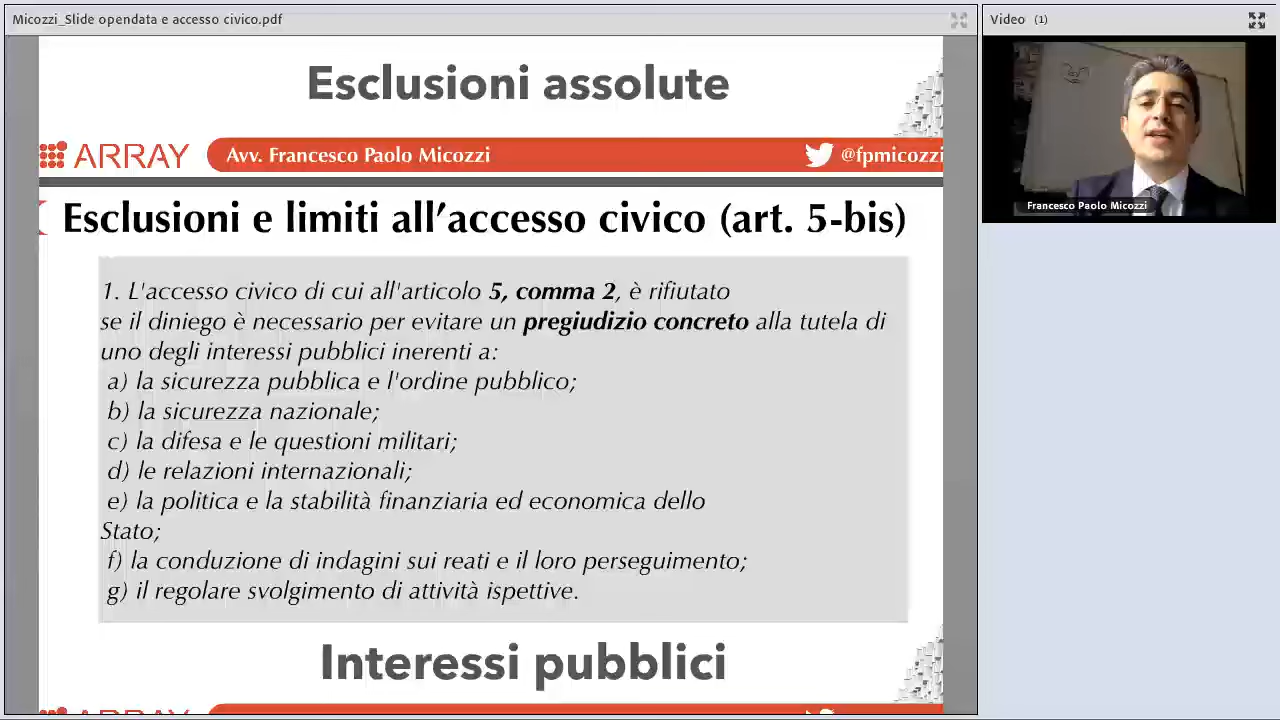 Micozzi_Slide opendata e accesso civico.pdf
Video (1)
Esclusioni assolute
ARRAY
Avv. Francesco Paolo Micozzi
@fpmicozzi
Francesco Paolo Micozzi
Esclusioni e limiti all’accesso civico (art. 5-bis)
1. L'accesso civico di cui all'articolo 5, comma 2, è rifiutato
se il diniego è necessario per evitare un pregiudizio concreto alla tutela di
uno degli interessi pubblici inerenti a:
a) la sicurezza pubblica e l'ordine pubblico;
b) la sicurezza nazionale;
c) la difesa e le questioni militari;
d) le relazioni internazionali;
e) la politica e la stabilità finanziaria ed economica dello
Stato;
f) la conduzione di indagini sui reati e il loro perseguimento;
g) il regolare svolgimento di attività ispettive.
Interessi pubblici